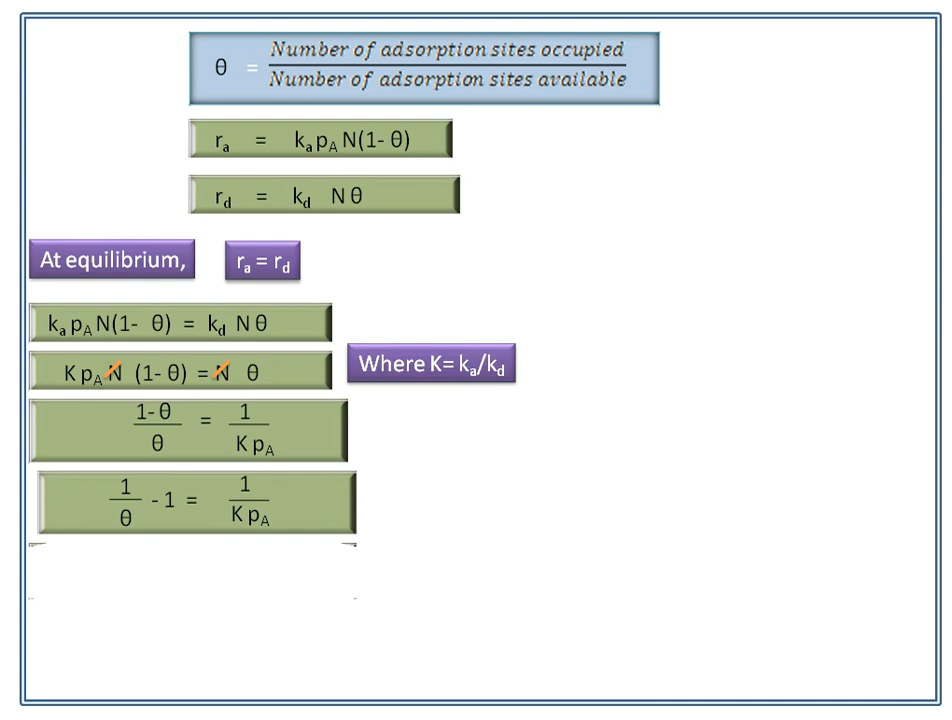 θ = Number of adsorption sites occupied / Number of adsorption sites available
rₐ = kₐ p_A N(1- θ)
r_d = k_d N θ
At equilibrium, rₐ = r_d
kₐ p_A N(1- θ) = k_d N θ
K p_A N (1- θ) = N θ
Where K= kₐ/k_d
1- θ / θ = 1 / K p_A
1 / θ - 1 = 1 / K p_A